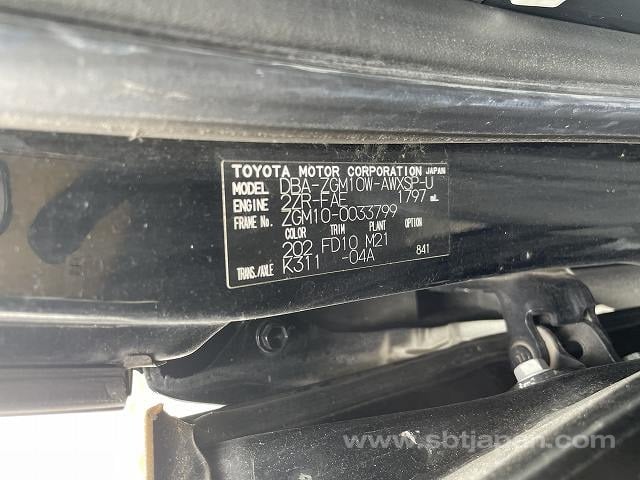 TOYOTA MOTOR CORPORATION JAPAN
MODEL DBA-ZGM10W-AWXSP-U
ENGINE 2ZR-FAE 1797 mL
FRAME No. ZGM10-0033799
COLOR TRIM PLANT OPTION
202 FD10 M21 841
TRANS./AXLE K311 -04A
www.sbtjapan.com